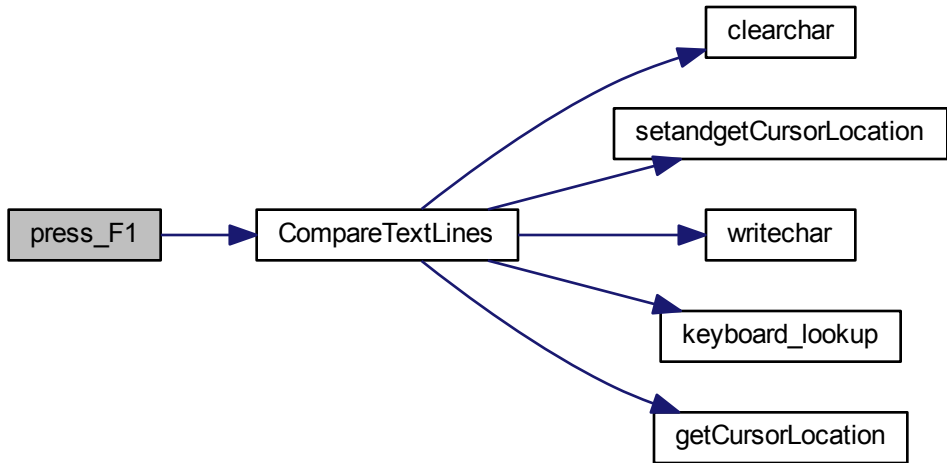 clearchar
setandgetCursorLocation
press_F1
CompareTextLines
writechar
keyboard_lookup
getCursorLocation